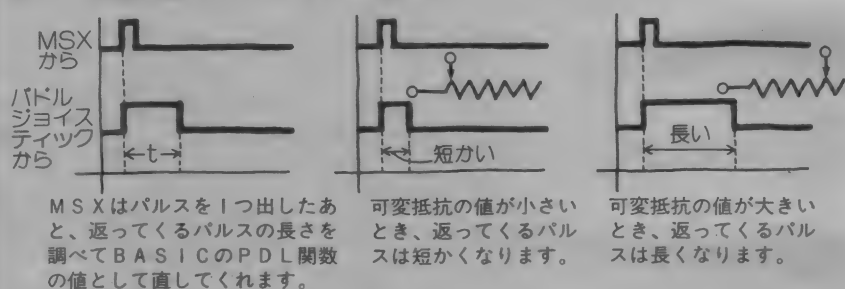 MSX
から
パドル
ジョイス
ティック
から
t
短かい
長い
MSXはパルスを1つ出したあ
と、返ってくるパルスの長さを
調べてBASICのPDL関数
の値として直してくれます。
可変抵抗の値が小さい
とき、返ってくるパル
スは短かくなります。
可変抵抗の値が大きい
とき、返ってくるパル
スは長くなります。